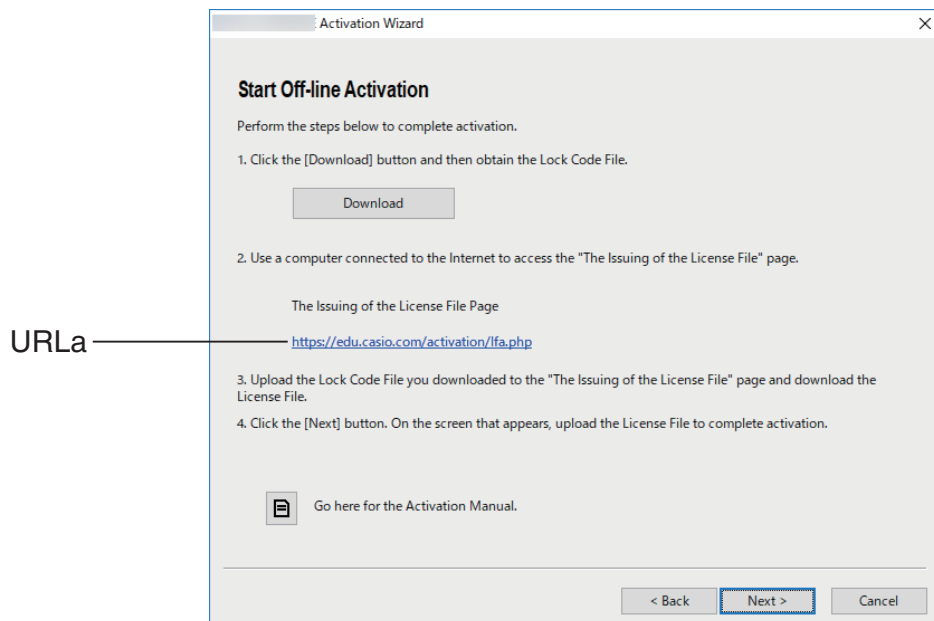 Activation Wizard
Start Off-line Activation
Perform the steps below to complete activation.
1. Click the [Download] button and then obtain the Lock Code File.
Download
2. Use a computer connected to the Internet to access the "The Issuing of the License File" page.
The Issuing of the License File Page
URLa
https://edu.casio.com/activation/lfa.php
3. Upload the Lock Code File you downloaded to the "The Issuing of the License File" page and download the
License File.
4. Click the [Next] button. On the screen that appears, upload the License File to complete activation.
Go here for the Activation Manual.
< Back Next > Cancel